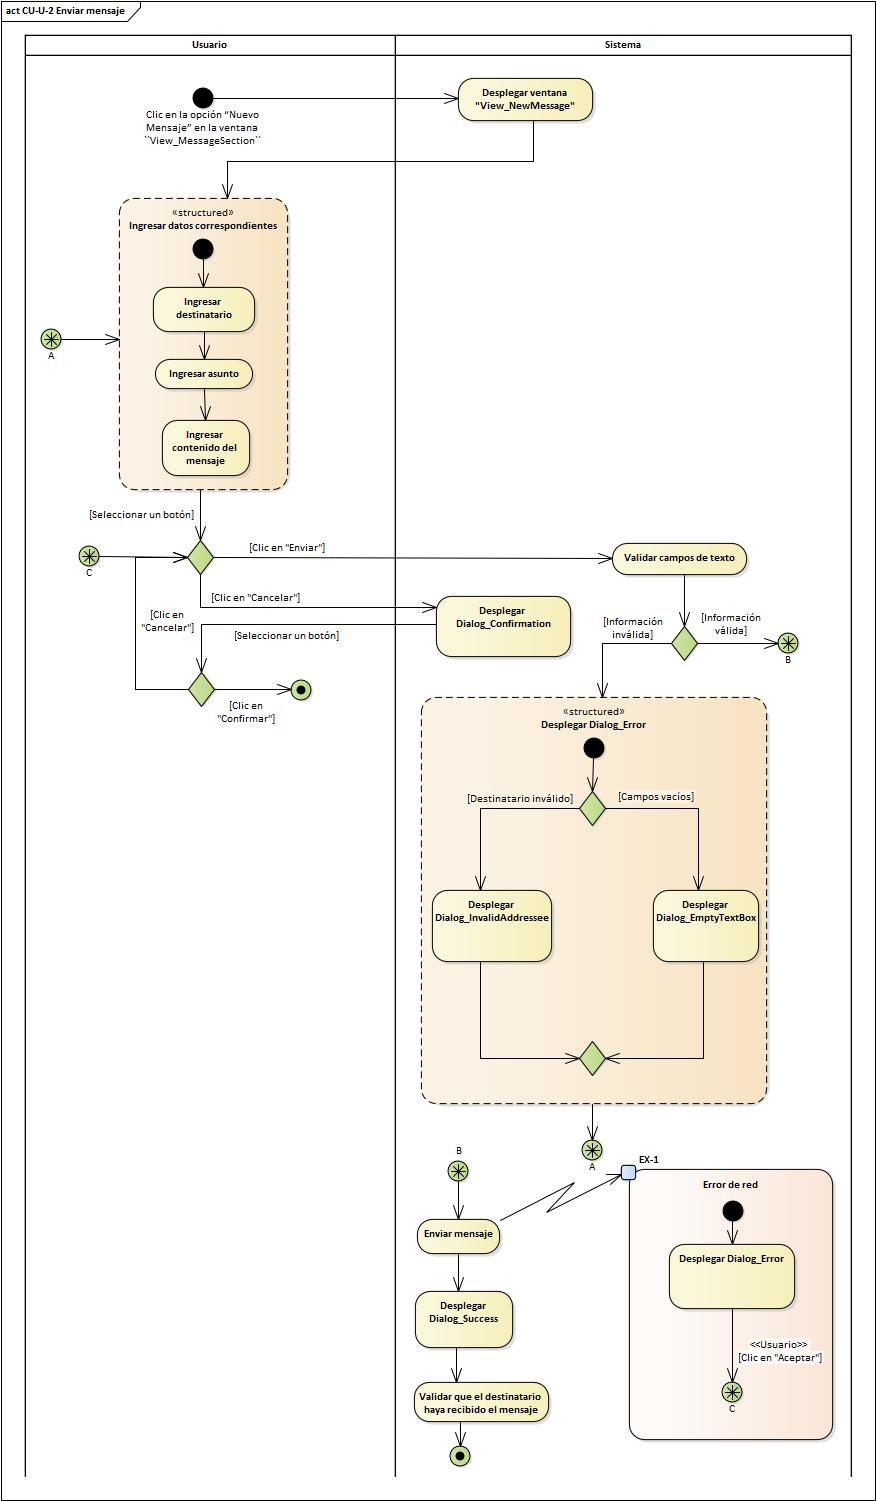 act CU-U-2 Enviar mensaje
Usuario
Sistema
Clic en la opción “Nuevo
Mensaje” en la ventana
``View_MessageSection``
Desplegar ventana
"View_NewMessage"
«structured»
Ingresar datos correspondientes
Ingresar
destinatario
A
Ingresar asunto
Ingresar
contenido del
mensaje
[Seleccionar un botón]
C
[Clic en "Enviar"]
Validar campos de texto
[Clic en "Cancelar"]
Desplegar
Dialog_Confirmation
[Clic en
"Cancelar"]
[Seleccionar un botón]
[Información
inválida]
[Información
válida]
B
[Clic en
"Confirmar"]
«structured»
Desplegar Dialog_Error
[Destinatario inválido]
[Campos vacíos]
Desplegar
Dialog_InvalidAddressee
Desplegar
Dialog_EmptyTextBox
A
B
EX-1
Error de red
Enviar mensaje
Desplegar Dialog_Error
Desplegar
Dialog_Success
<<Usuario>>
[Clic en "Aceptar"]
C
Validar que el destinatario
haya recibido el mensaje